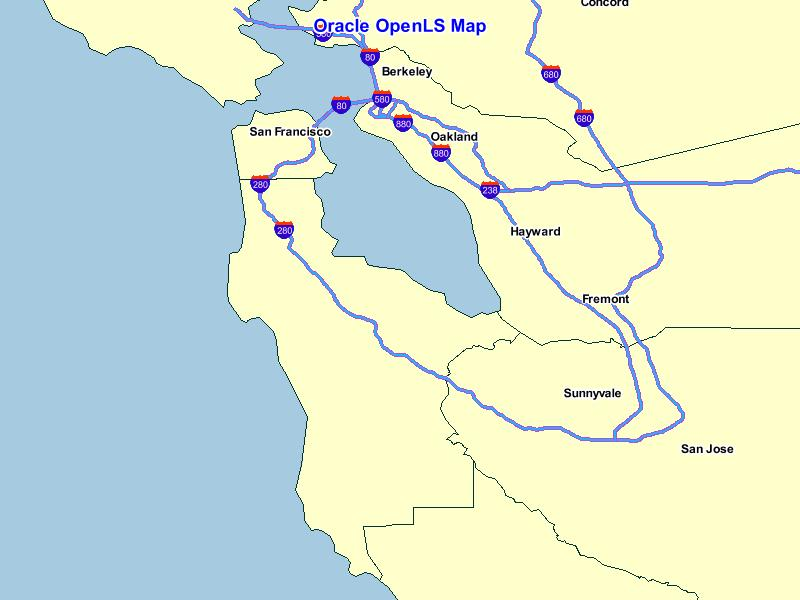 Concord
Oracle OpenLS Map
80
Berkeley
680
580
80
680
880
San Francisco
Oakland
880
280
238
280
Hayward
Fremont
Sunnyvale
San Jose